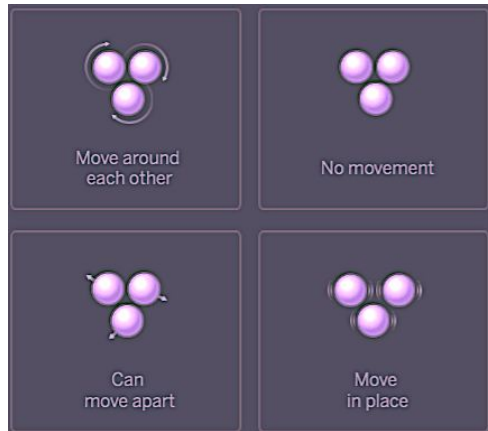 Move around
each other
No movement
Can
move apart
Move
in place